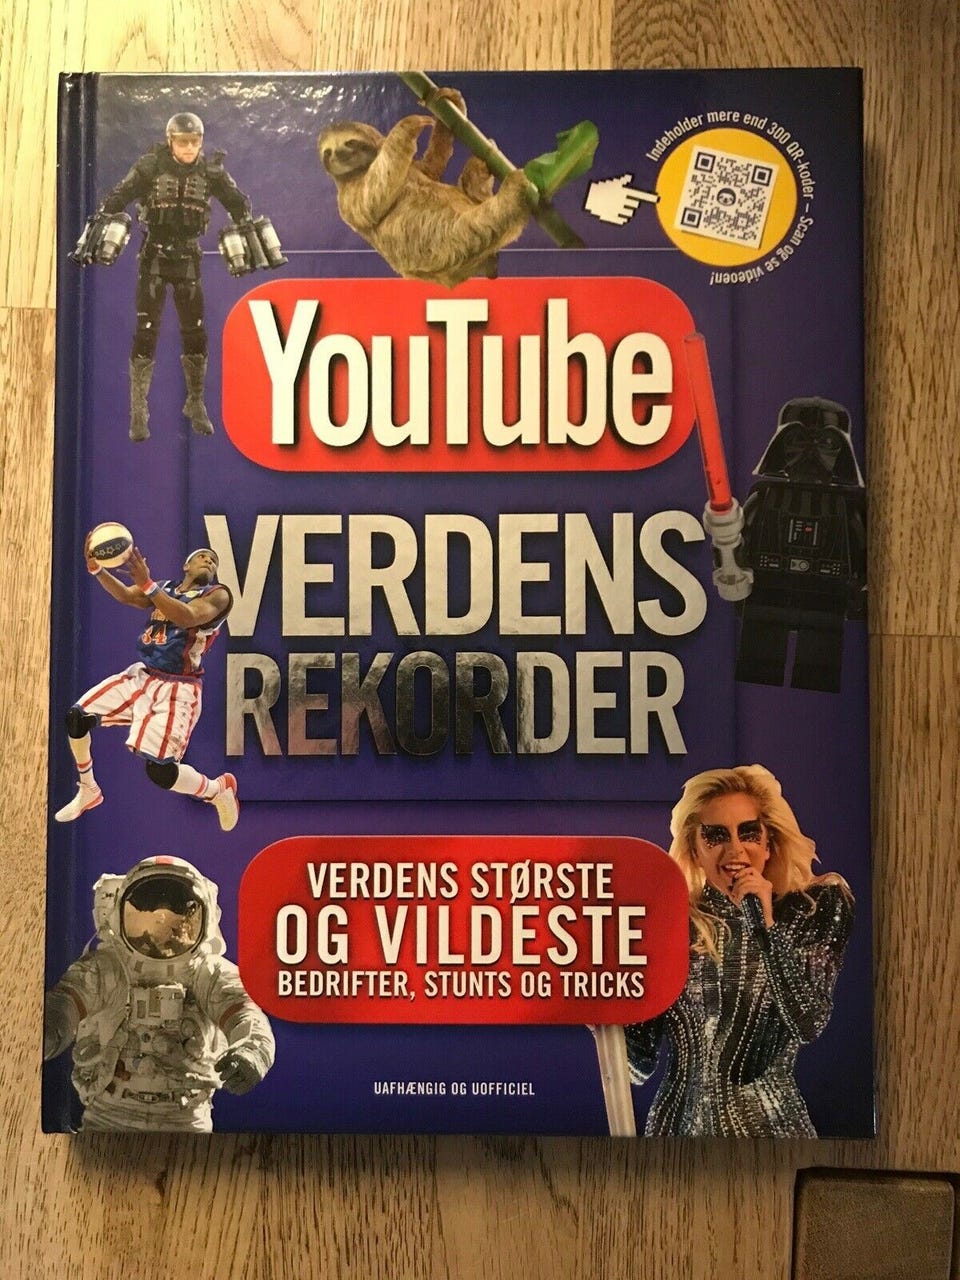 Indeholder mere end 300 QR-koder – Scan og se videoen!
YouTube
VERDENS
REKORDER
34
VERDENS STØRSTE
OG VILDESTE
BEDRIFTER, STUNTS OG TRICKS
UAFHÆNGIG OG UOFFICIEL